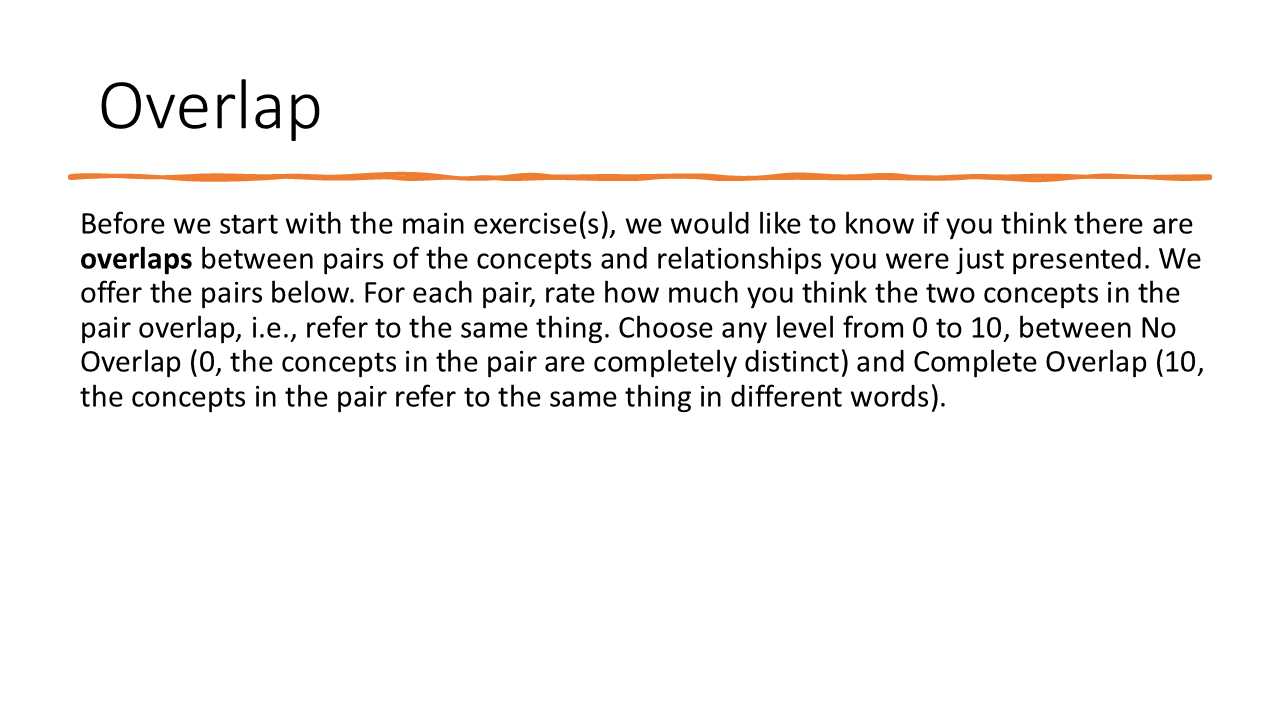 Overlap
Before we start with the main exercise(s), we would like to know if you think there are
overlaps between pairs of the concepts and relationships you were just presented. We
offer the pairs below. For each pair, rate how much you think the two concepts in the
pair overlap, i.e., refer to the same thing. Choose any level from 0 to 10, between No
Overlap (0, the concepts in the pair are completely distinct) and Complete Overlap (10,
the concepts in the pair refer to the same thing in different words).